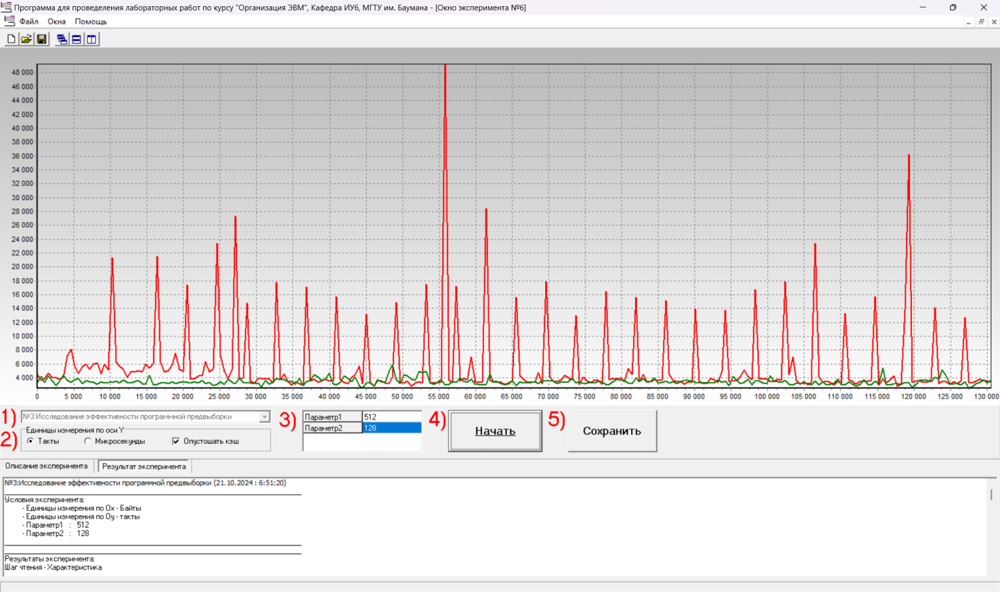 Программа для проведения лабораторных работ по курсу "Организация ЭВМ", Кафедра ИУ6, МГТУ им. Баумана - [Окно эксперимента №6]
Файл Окна Помощь
48 000
46 000
44 000
42 000
40 000
38 000
36 000
34 000
32 000
30 000
28 000
26 000
24 000
22 000
20 000
18 000
16 000
14 000
12 000
10 000
8 000
6 000
4 000
0 5 000 10 000 15 000 20 000 25 000 30 000 35 000 40 000 45 000 50 000 55 000 60 000 65 000 70 000 75 000 80 000 85 000 90 000 95 000 100 000 105 000 110 000 115 000 120 000 125 000 130 000
1) №3:Исследование эффективности программной предвыборки
2) Единицы измерения по оси Y
Такты Микросекунды Опустошать кэш
3) Параметр1 512
Параметр2 128
4) Начать
5) Сохранить
Описание эксперимента Результат эксперимента
№3:Исследование эффективности программной предвыборки (21.10.2024 : 6:51:20)
Условия эксперимента:
- Единицы измерения по Ox - Байты
- Единицы измерения по Oy - такты
- Параметр1 : 512
- Параметр2 : 128
Результаты эксперимента:
Шаг чтения - Характеристика